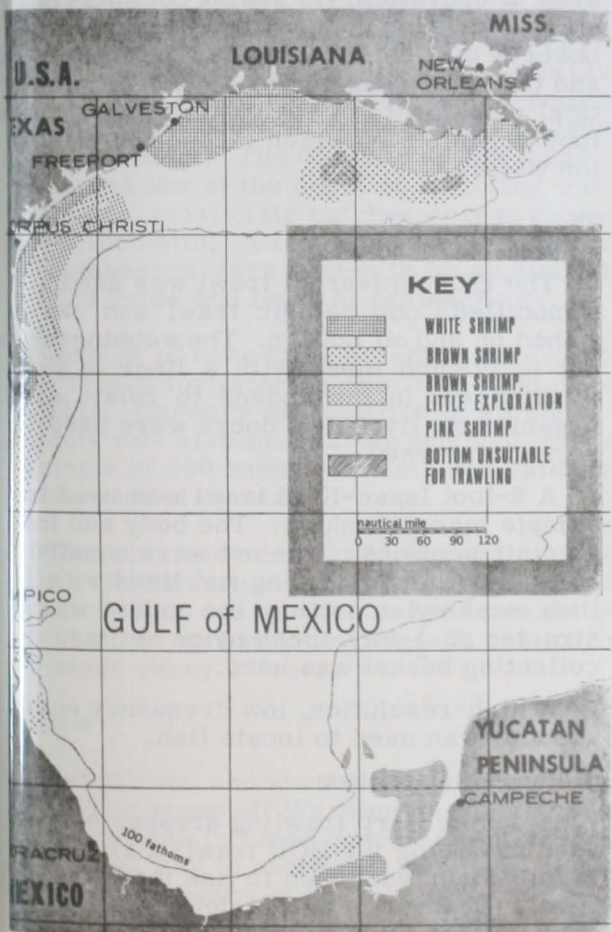 MISS.
LOUISIANA
U.S.A.
NEW
ORLEANS
GALVESTON
EXAS
FREEPORT
RPUS CHRISTI
KEY
WHITE SHRIMP
BROWN SHRIMP
BROWN SHRIMP,
LITTLE EXPLORATION
PINK SHRIMP
BOTTOM UNSUITABLE
FOR TRAWLING
nautical mile
0 30 60 90 120
MPICO
GULF of MEXICO
YUCATAN
PENINSULA
CAMPECHE
100 fathoms
RACRUZ
MEXICO